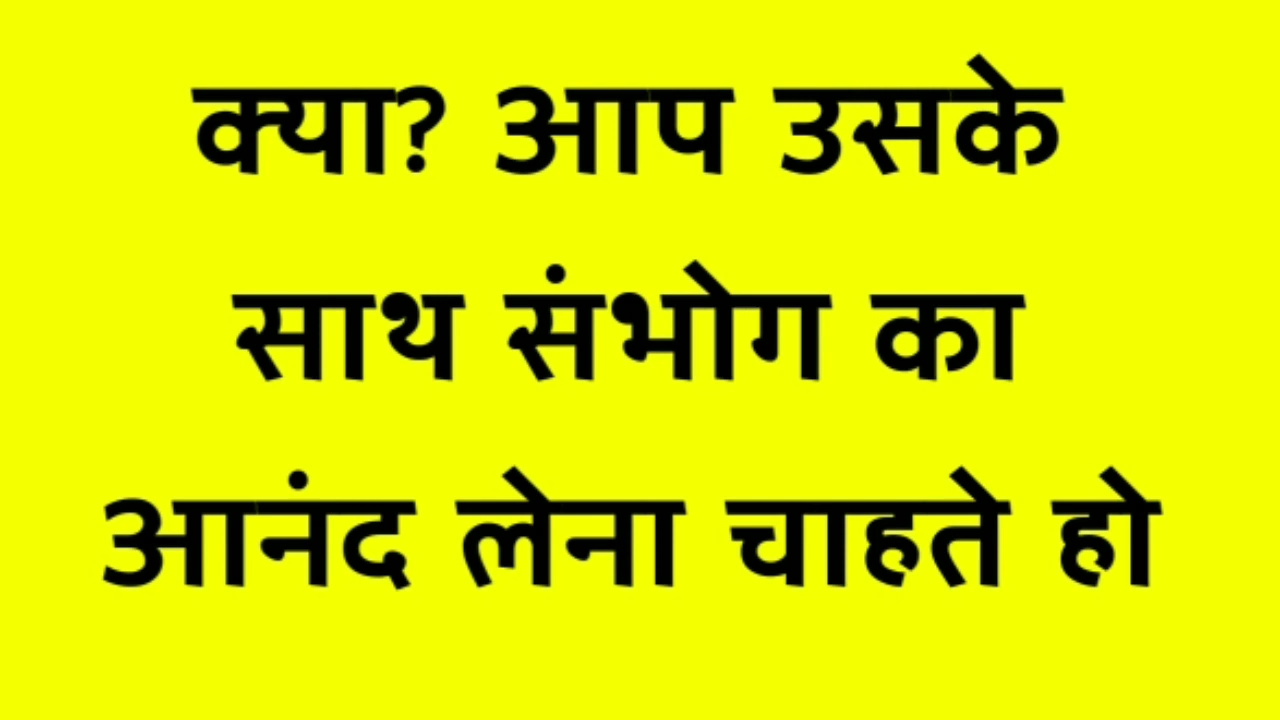 क्या? आप उसके
साथ संभोग का
आनंद लेना चाहते हो